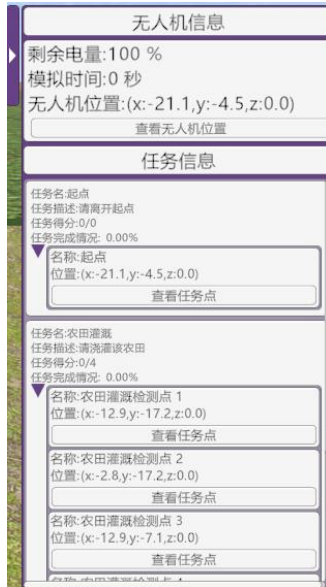 无人机信息
剩余电量:100 %
模拟时间:0 秒
无人机位置:(x:-21.1,y:-4.5,z:0.0)
查看无人机位置
任务信息
任务名:起点
任务描述:请离开起点
任务得分:0/0
任务完成情况: 0.00%
名称:起点
位置:(x:-21.1,y:-4.5,z:0.0)
查看任务点
任务名:农田灌溉
任务描述:请浇灌该农田
任务得分:0/4
任务完成情况: 0.00%
名称:农田灌溉检测点 1
位置:(x:-12.9,y:-17.2,z:0.0)
查看任务点
名称:农田灌溉检测点 2
位置:(x:-2.8,y:-17.2,z:0.0)
查看任务点
名称:农田灌溉检测点 3
位置:(x:-12.9,y:-7.1,z:0.0)
查看任务点